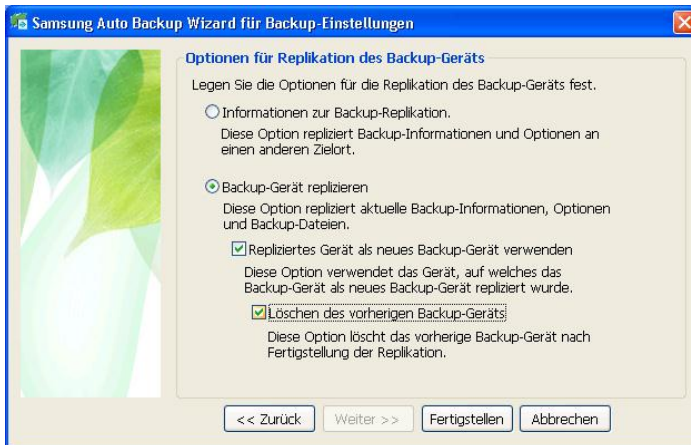 Samsung Auto Backup Wizard für Backup-Einstellungen
Optionen für Replikation des Backup-Geräts
Legen Sie die Optionen für die Replikation des Backup-Geräts fest.
Informationen zur Backup-Replikation.
Diese Option repliziert Backup-Informationen und Optionen an
einen anderen Zielort.
Backup-Gerät replizieren
Diese Option repliziert aktuelle Backup-Informationen, Optionen
und Backup-Dateien.
Repliziertes Gerät als neues Backup-Gerät verwenden
Diese Option verwendet das Gerät, auf welches das
Backup-Gerät als neues Backup-Gerät repliziert wurde.
Löschen des vorherigen Backup-Geräts
Diese Option löscht das vorherige Backup-Gerät nach
Fertigstellung der Replikation.
<< Zurück Weiter >> Fertigstellen Abbrechen